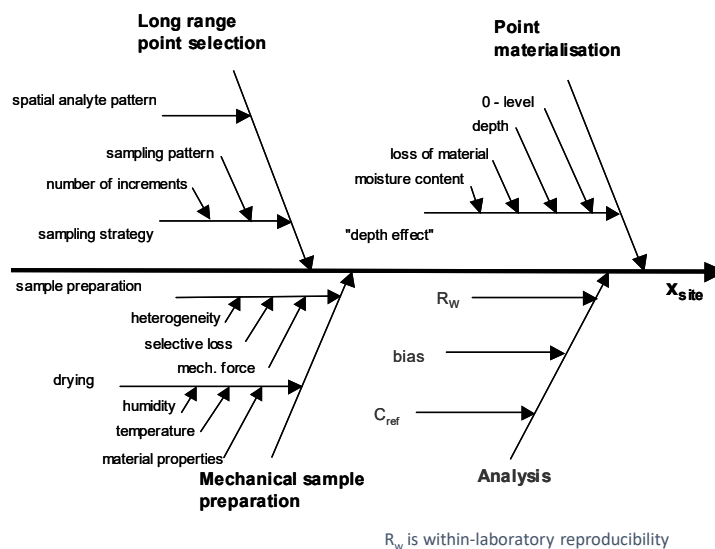 Long range
point selection
Point
materialisation
spatial analyte pattern
0 - level
depth
sampling pattern
loss of material
number of increments
moisture content
sampling strategy
"depth effect"
sample preparation
x_site
R_W
heterogeneity
selective loss
bias
mech. force
drying
humidity
C_ref
temperature
material properties
Mechanical sample
preparation
Analysis
R_w is within-laboratory reproducibility